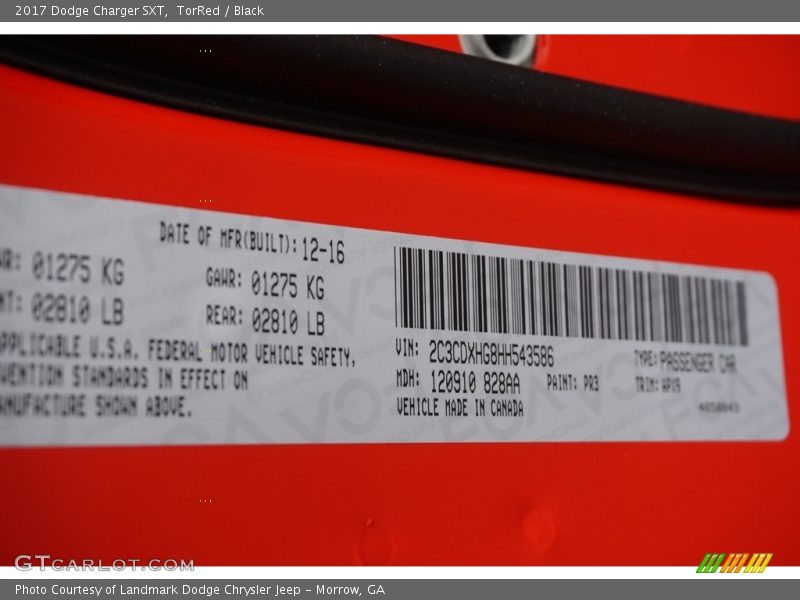 2017 Dodge Charger SXT, TorRed / Black
DATE OF MFR(BUILT): 12-16
01275 KG GAWR: 01275 KG
02810 LB REAR: 02810 LB
APPLICABLE U.S.A. FEDERAL MOTOR VEHICLE SAFETY,
STANDARDS IN EFFECT ON
SHOWN ABOVE.
VIN: 2C3CDXHG8HH543586 TYPE: PASSENGER CAR
MDH: 120910 828AA PAINT: PR3 TRIM: APX9
VEHICLE MADE IN CANADA
GTCARLOT.COM
Photo Courtesy of Landmark Dodge Chrysler Jeep – Morrow, GA